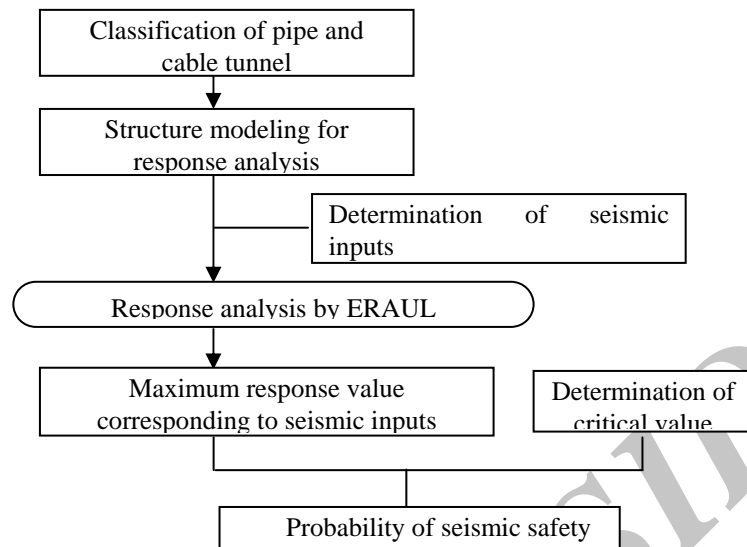 Classification of pipe and
cable tunnel
Structure modeling for
response analysis
Determination of seismic
inputs
Response analysis by ERAUL
Maximum response value
corresponding to seismic inputs
Determination of
critical value
Probability of seismic safety